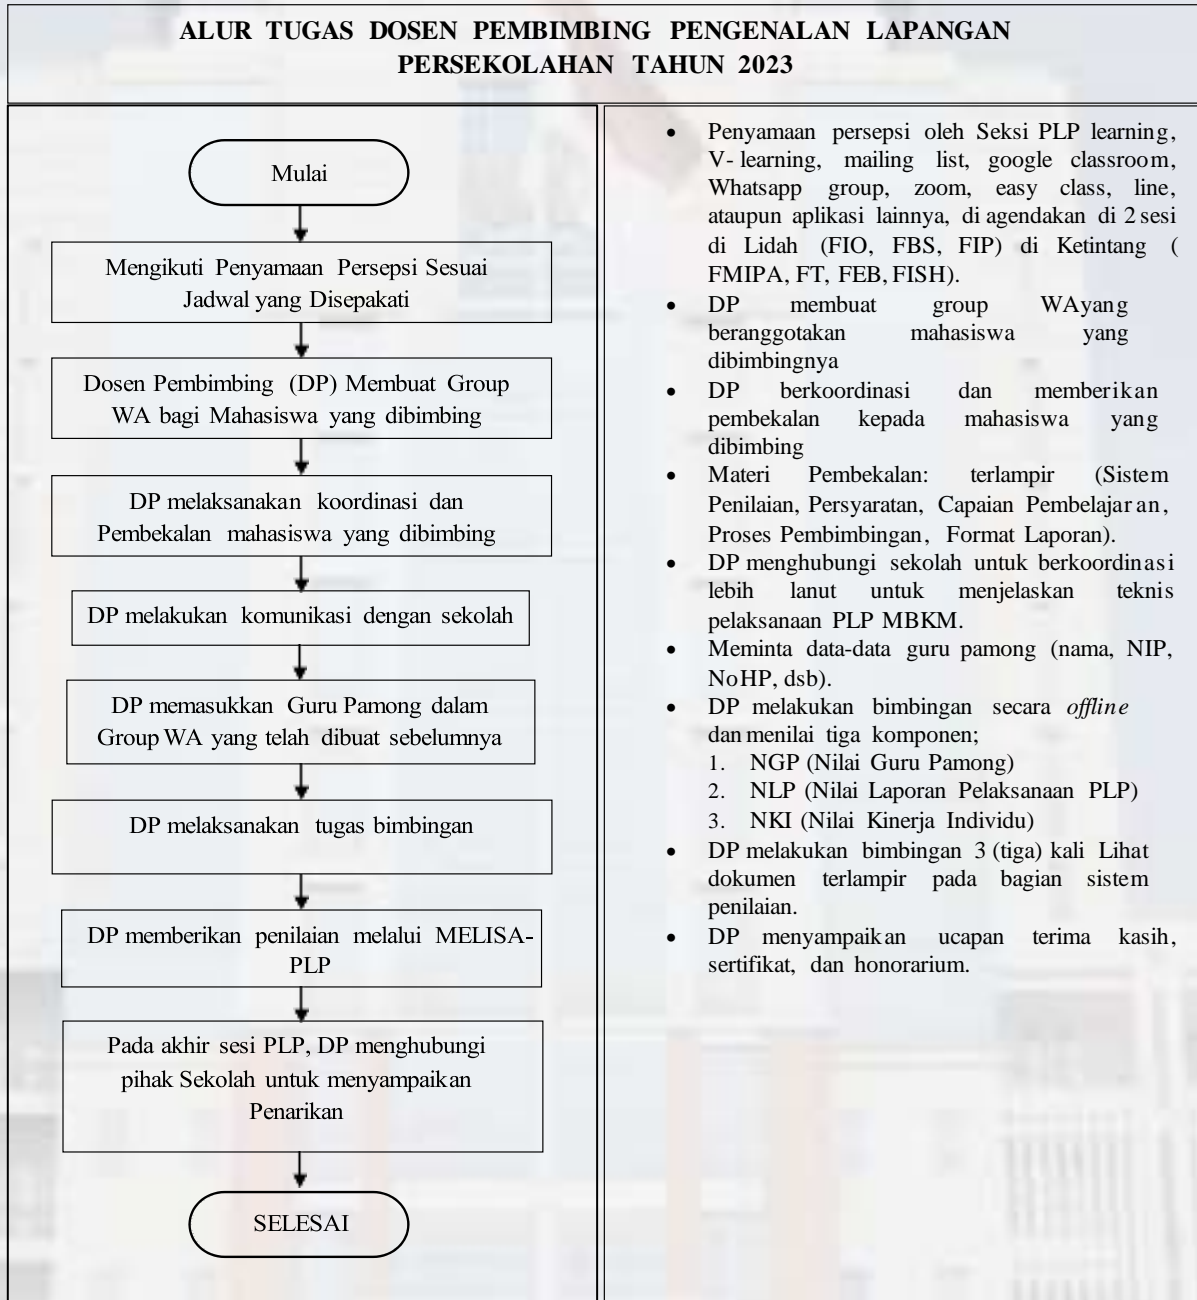 ALUR TUGAS DOSEN PEMBIMBING PENGENALAN LAPANGAN
PERSEKOLAHAN TAHUN 2023
Mulai
Mengikuti Penyamaan Persepsi Sesuai
Jadwal yang Disepakati
Dosen Pembimbing (DP) Membuat Group
WA bagi Mahasiswa yang dibimbing
DP melaksanakan koordinasi dan
Pembekalan mahasiswa yang dibimbing
DP melakukan komunikasi dengan sekolah
DP memasukkan Guru Pamong dalam
Group WA yang telah dibuat sebelumnya
DP melaksanakan tugas bimbingan
DP memberikan penilaian melalui MELISA-
PLP
Pada akhir sesi PLP, DP menghubungi
pihak Sekolah untuk menyampaikan
Penarikan
SELESAI
• Penyamaan persepsi oleh Seksi PLP learning,
V- learning, mailing list, google classroom,
Whatsapp group, zoom, easy class, line,
ataupun aplikasi lainnya, di agendakan di 2 sesi
di Lidah (FIO, FBS, FIP) di Ketintang (
FMIPA, FT, FEB, FISH).
• DP membuat group WAyang
beranggotakan mahasiswa yang
dibimbingnya
• DP berkoordinasi dan memberikan
pembekalan kepada mahasiswa yang
dibimbing
• Materi Pembekalan: terlampir (Sistem
Penilaian, Persyaratan, Capaian Pembelajaran,
Proses Pembimbingan, Format Laporan).
• DP menghubungi sekolah untuk berkoordinasi
lebih lanut untuk menjelaskan teknis
pelaksanaan PLP MBKM.
• Meminta data-data guru pamong (nama, NIP,
NoHP, dsb).
• DP melakukan bimbingan secara offline
dan menilai tiga komponen;
1. NGP (Nilai Guru Pamong)
2. NLP (Nilai Laporan Pelaksanaan PLP)
3. NKI (Nilai Kinerja Individu)
• DP melakukan bimbingan 3 (tiga) kali Lihat
dokumen terlampir pada bagian sistem
penilaian.
• DP menyampaikan ucapan terima kasih,
sertifikat, dan honorarium.